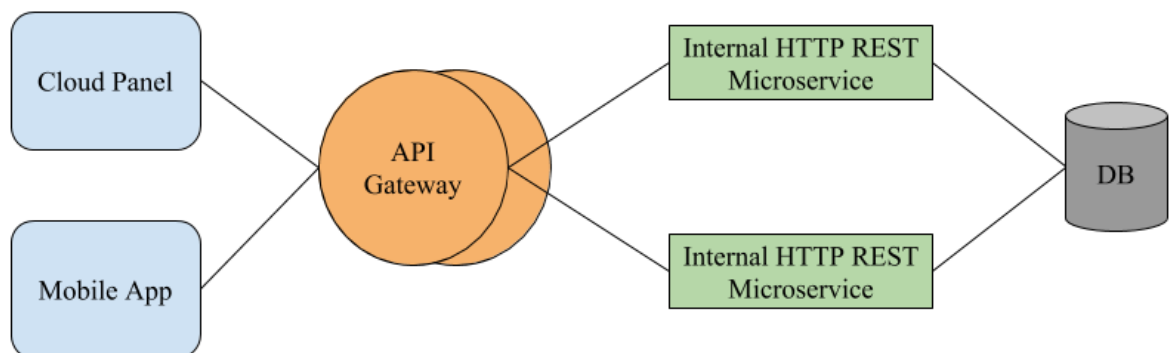 Cloud Panel
Mobile App
API
Gateway
Internal HTTP REST
Microservice
Internal HTTP REST
Microservice
DB